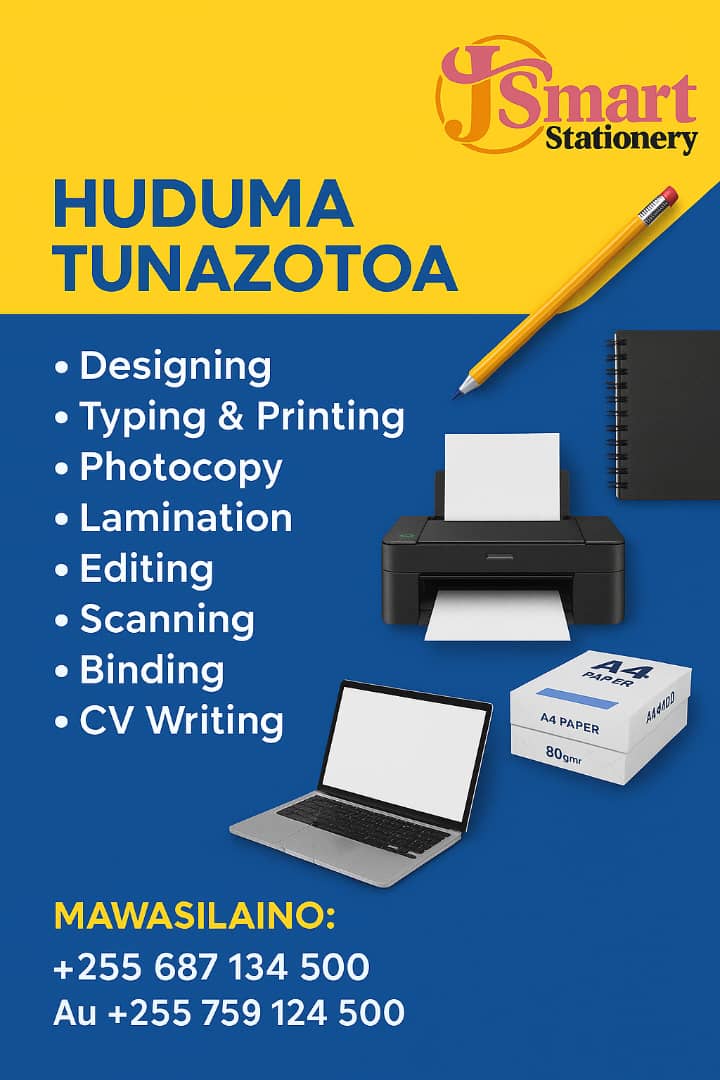 JSmart
Stationery
HUDUMA
TUNAZOTOA
• Designing
• Typing & Printing
• Photocopy
• Lamination
• Editing
• Scanning
• Binding
• CV Writing
A4
PAPER
A4 PAPER
80gmr
MAWASILAINO:
+255 687 134 500
Au +255 759 124 500